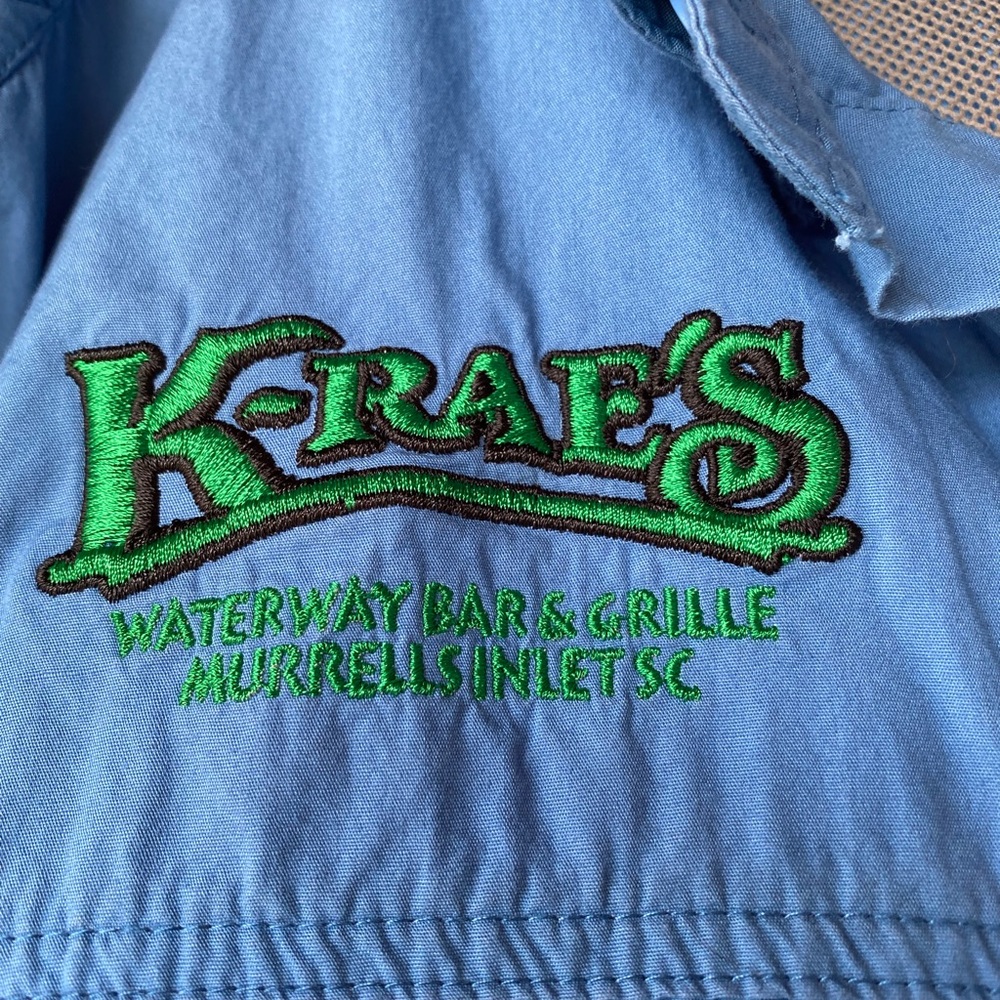 K-RAE'S
WATERWAY BAR & GRILLE
MURRELLS INLET SC